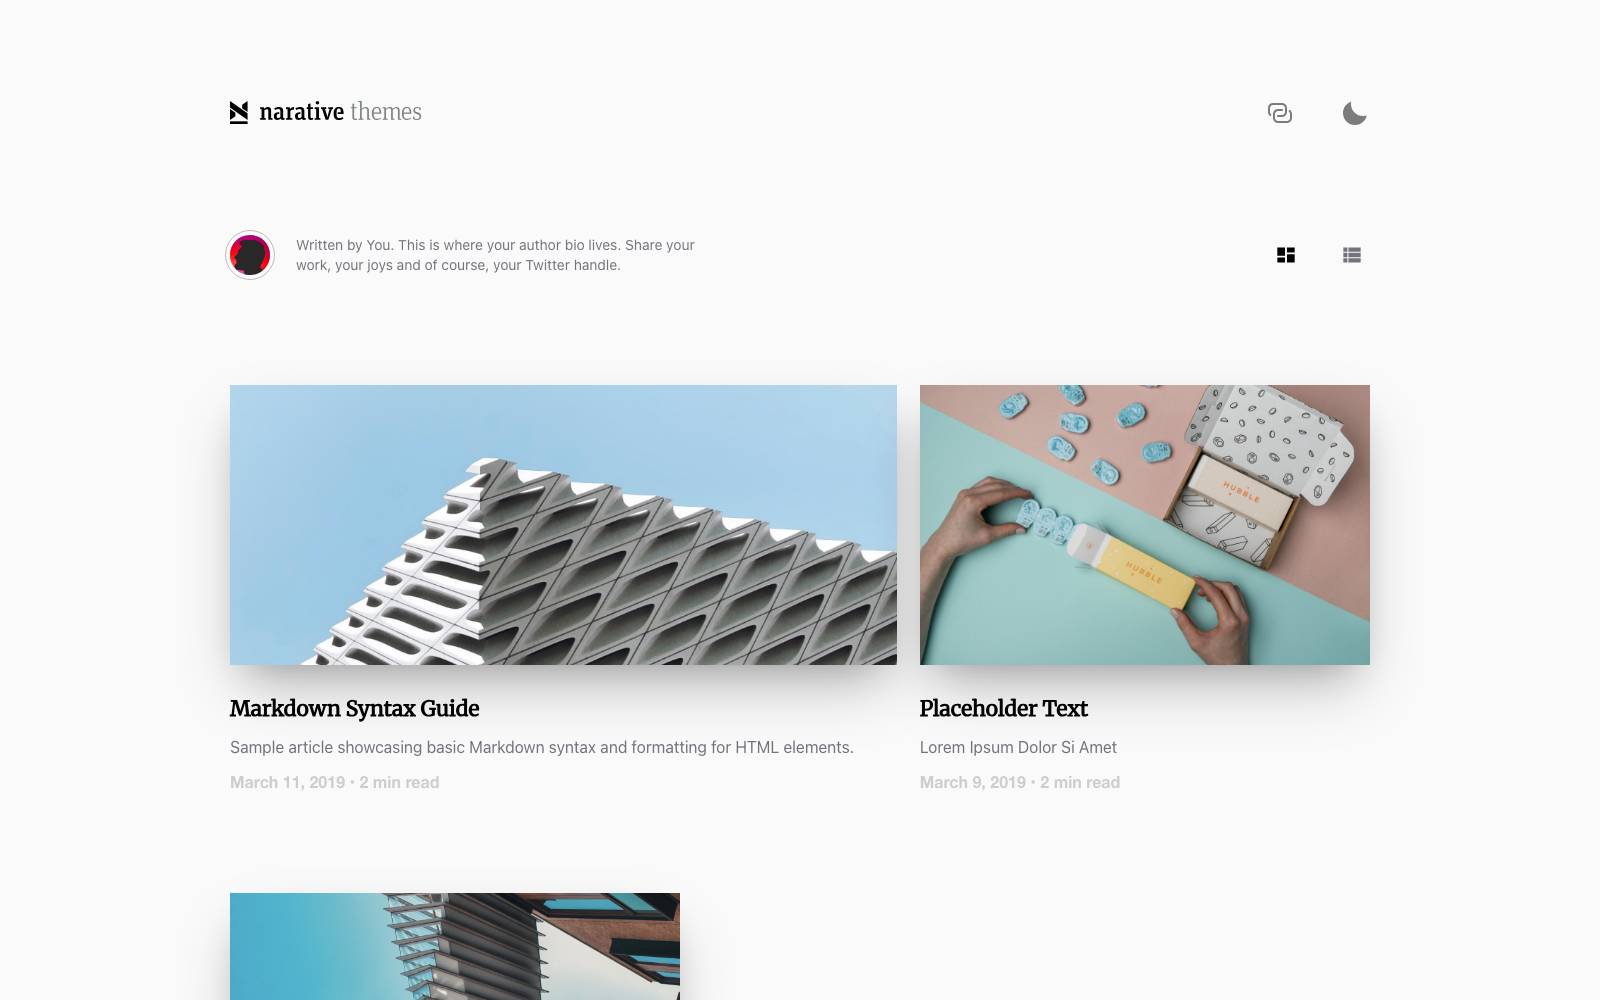 narative themes
Written by You. This is where your author bio lives. Share your
work, your joys and of course, your Twitter handle.
HUBBLE
HUBBLE
Markdown Syntax Guide
Sample article showcasing basic Markdown syntax and formatting for HTML elements.
March 11, 2019 • 2 min read
Placeholder Text
Lorem Ipsum Dolor Si Amet
March 9, 2019 • 2 min read